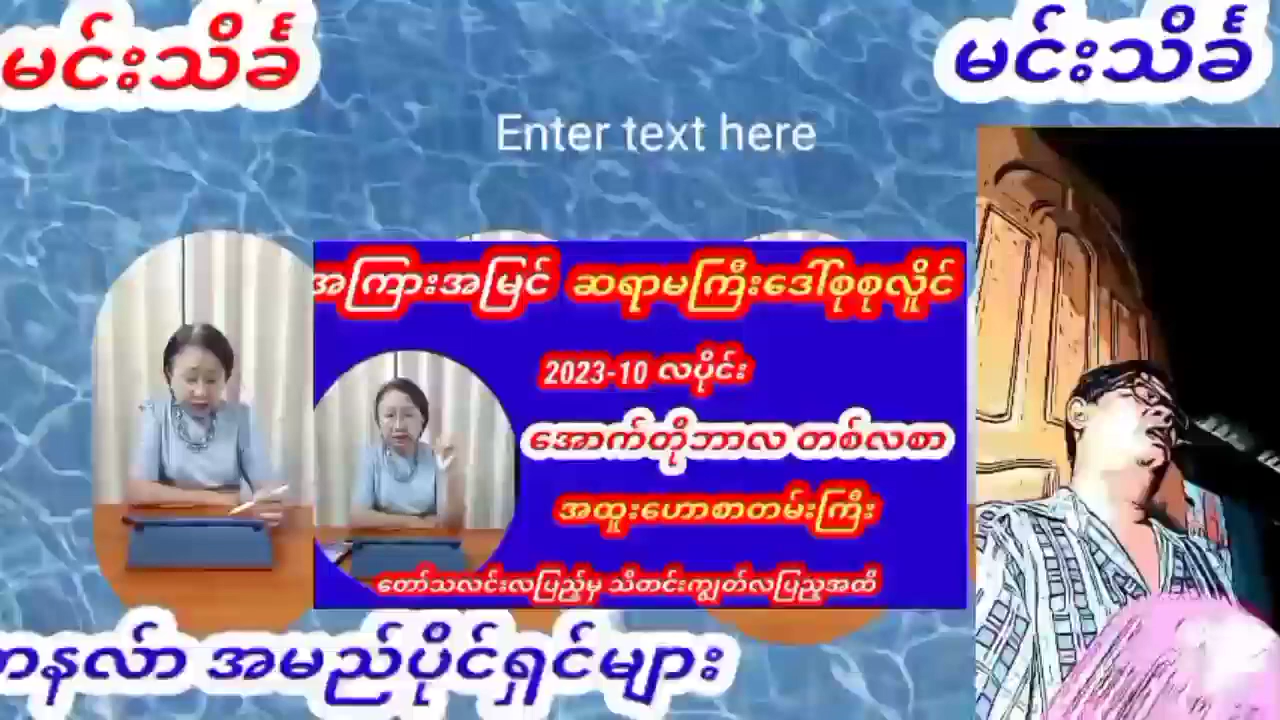 မင်းသိင်္ခ
မင်းသိင်္ခ
Enter text here
အကြားအမြင် ဆရာမကြီးဒေါ်စုစုလှိုင်
2023-10 လပိုင်း
အောက်တိုဘာလ တစ်လစာ
အထူးဟောစာတမ်းကြီး
တော်သလင်းလပြည့်မှ သီတင်းကျွတ်လပြည့်အထိ
အမည်ပိုင်ရှင်များ